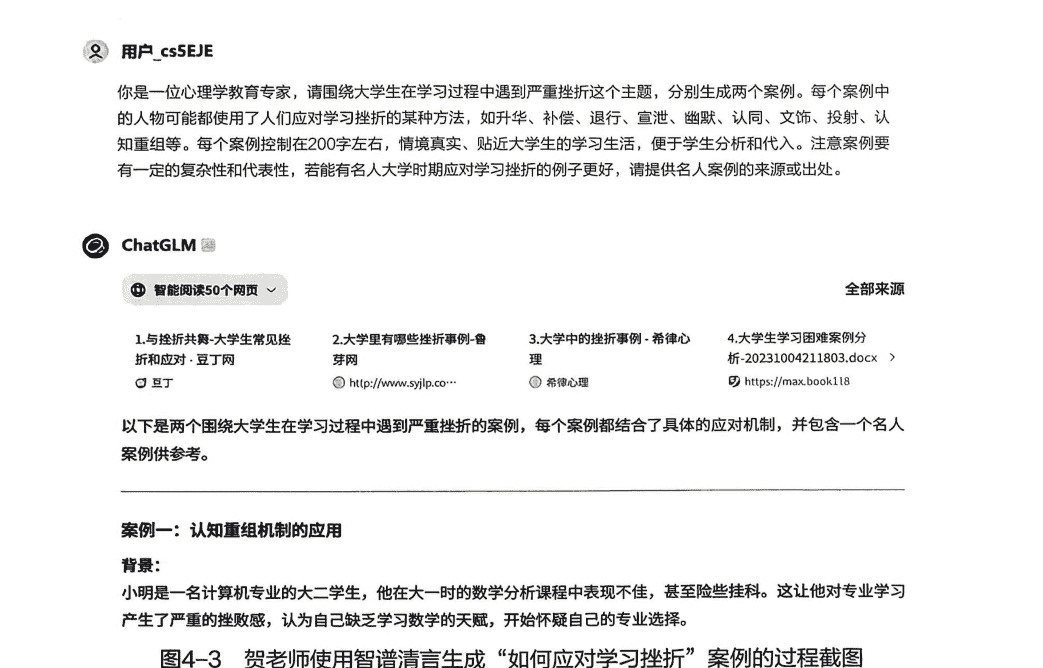 用户_cs5EJE
你是一位心理学教育专家，请围绕大学生在学习过程中遇到严重挫折这个主题，分别生成两个案例。每个案例中
的人物可能都使用了人们应对学习挫折的某种方法，如升华、补偿、退行、宣泄、幽默、认同、文饰、投射、认
知重组等。每个案例控制在200字左右，情境真实、贴近大学生的学习生活，便于学生分析和代入。注意案例要
有一定的复杂性和代表性，若能有名人大学时期应对学习挫折的例子更好，请提供名人案例的来源或出处。
ChatGLM
智能阅读50个网页
全部来源
1.与挫折共舞-大学生常见挫
折和应对 - 豆丁网
豆丁
2.大学里有哪些挫折事例-鲁
芽网
http://www.syjlp.co···
3.大学中的挫折事例 - 希律心
理
希律心理
4.大学生学习困难案例分
析-20231004211803.docx
https://max.book118
以下是两个围绕大学生在学习过程中遇到严重挫折的案例，每个案例都结合了具体的应对机制，并包含一个名人
案例供参考。
案例一：认知重组机制的应用
背景：
小明是一名计算机专业的大二学生，他在大一时的数学分析课程中表现不佳，甚至险些挂科。这让他对专业学习
产生了严重的挫败感，认为自己缺乏学习数学的天赋，开始怀疑自己的专业选择。
图4-3 贺老师使用智谱清言生成“如何应对学习挫折”案例的过程截图